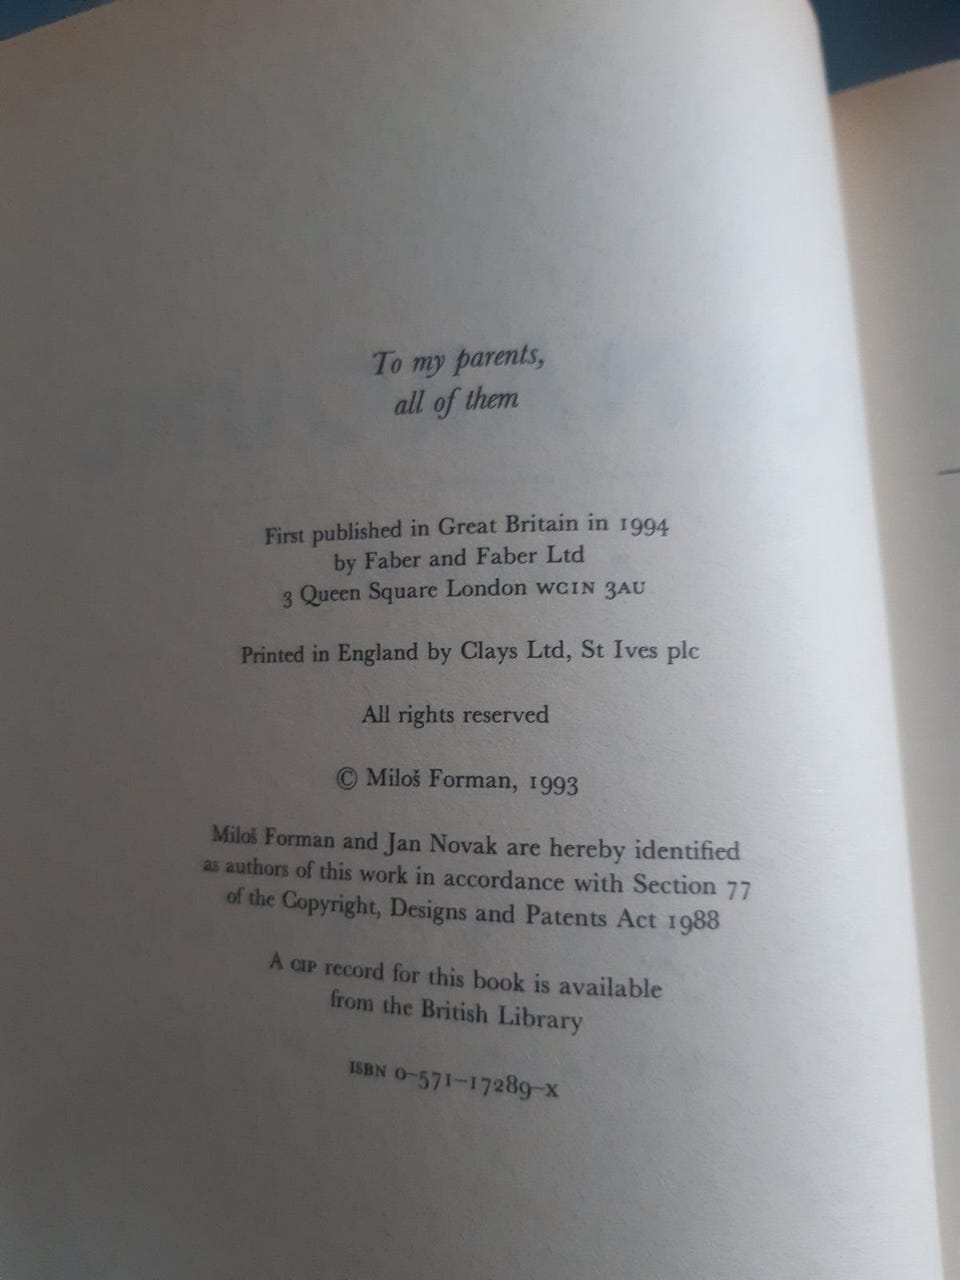 To my parents,
all of them
First published in Great Britain in 1994
by Faber and Faber Ltd
3 Queen Square London WC1N 3AU
Printed in England by Clays Ltd, St Ives plc
All rights reserved
© Miloš Forman, 1993
Miloš Forman and Jan Novak are hereby identified
as authors of this work in accordance with Section 77
of the Copyright, Designs and Patents Act 1988
A CIP record for this book is available
from the British Library
ISBN 0–571–17289–X